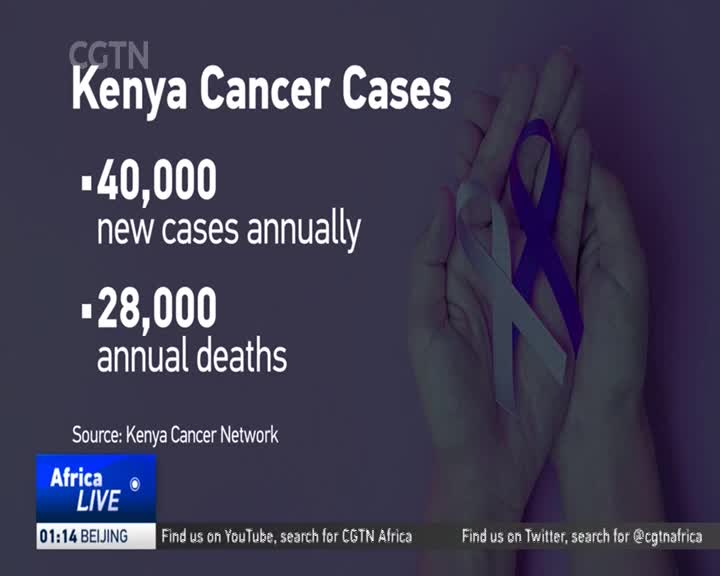 CGTN
Kenya Cancer Cases
▪40,000
new cases annually
▪28,000
annual deaths
Source: Kenya Cancer Network
Africa
LIVE
01:14 BEIJING
Find us on YouTube, search for CGTN Africa
Find us on Twitter, search for @cgtnafrica